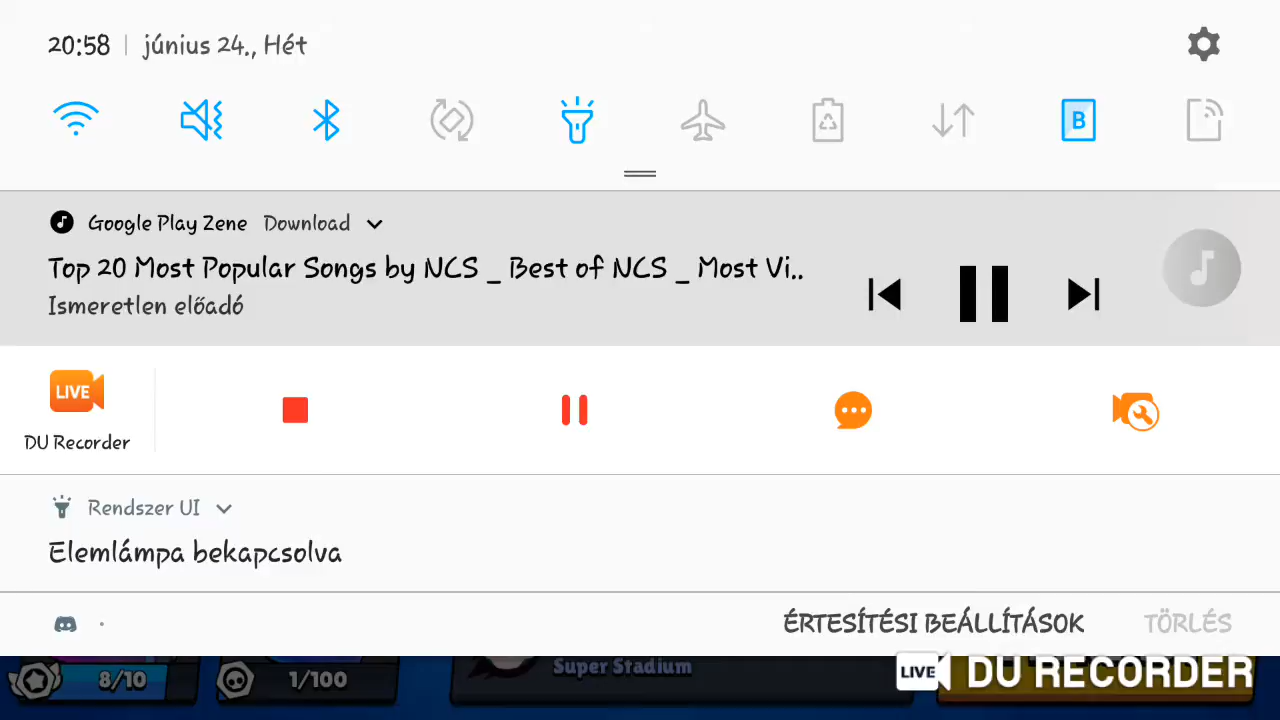 20:58 | június 24., Hét
B
Google Play Zene Download
Top 20 Most Popular Songs by NCS _ Best of NCS _ Most Vi..
Ismeretlen előadó
LIVE
DU Recorder
Rendszer UI
Elemlámpa bekapcsolva
ÉRTESÍTÉSI BEÁLLÍTÁSOK TÖRLÉS
8/10
1/100
Super Stadium
LIVE DU RECORDER